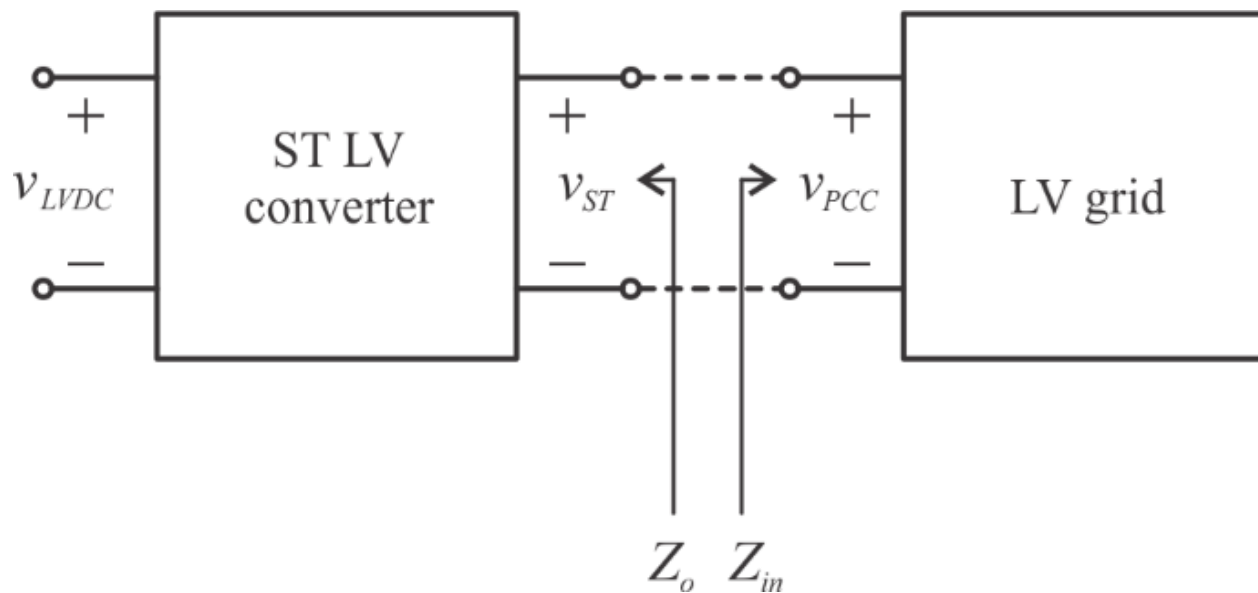 ST LV
converter
LV grid
+
+
+
v_LVDC
v_ST
v_PCC
−
−
−
Z_o
Z_in